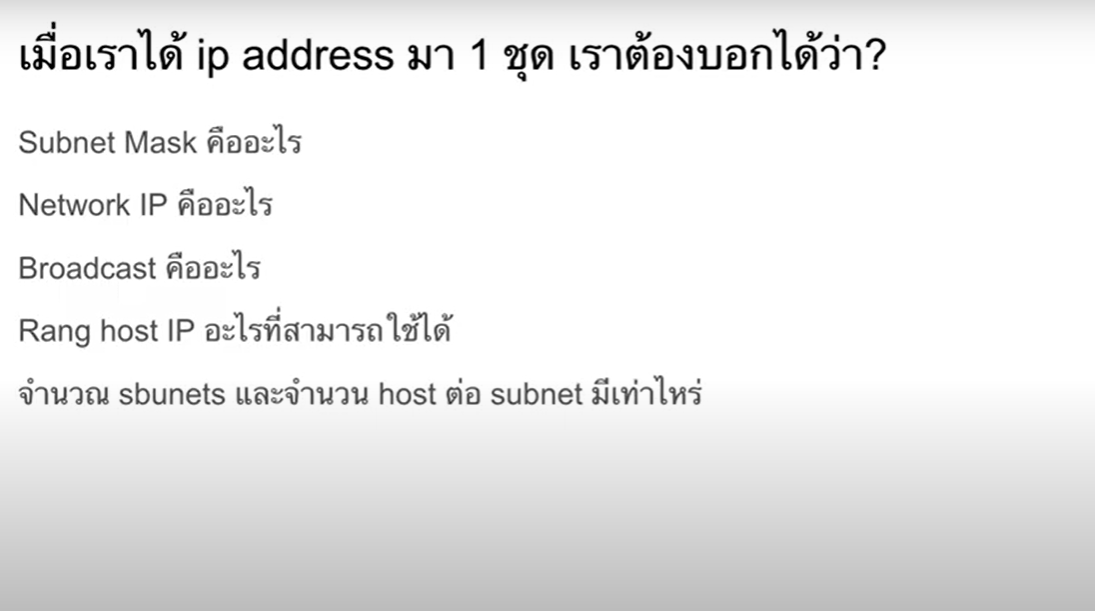 เมื่อเราได้ ip address มา 1 ชุด เราต้องบอกได้ว่า?
Subnet Mask คืออะไร
Network IP คืออะไร
Broadcast คืออะไร
Rang host IP อะไรที่สามารถใช้ได้
จำนวณ sbunets และจำนวน host ต่อ subnet มีเท่าไหร่